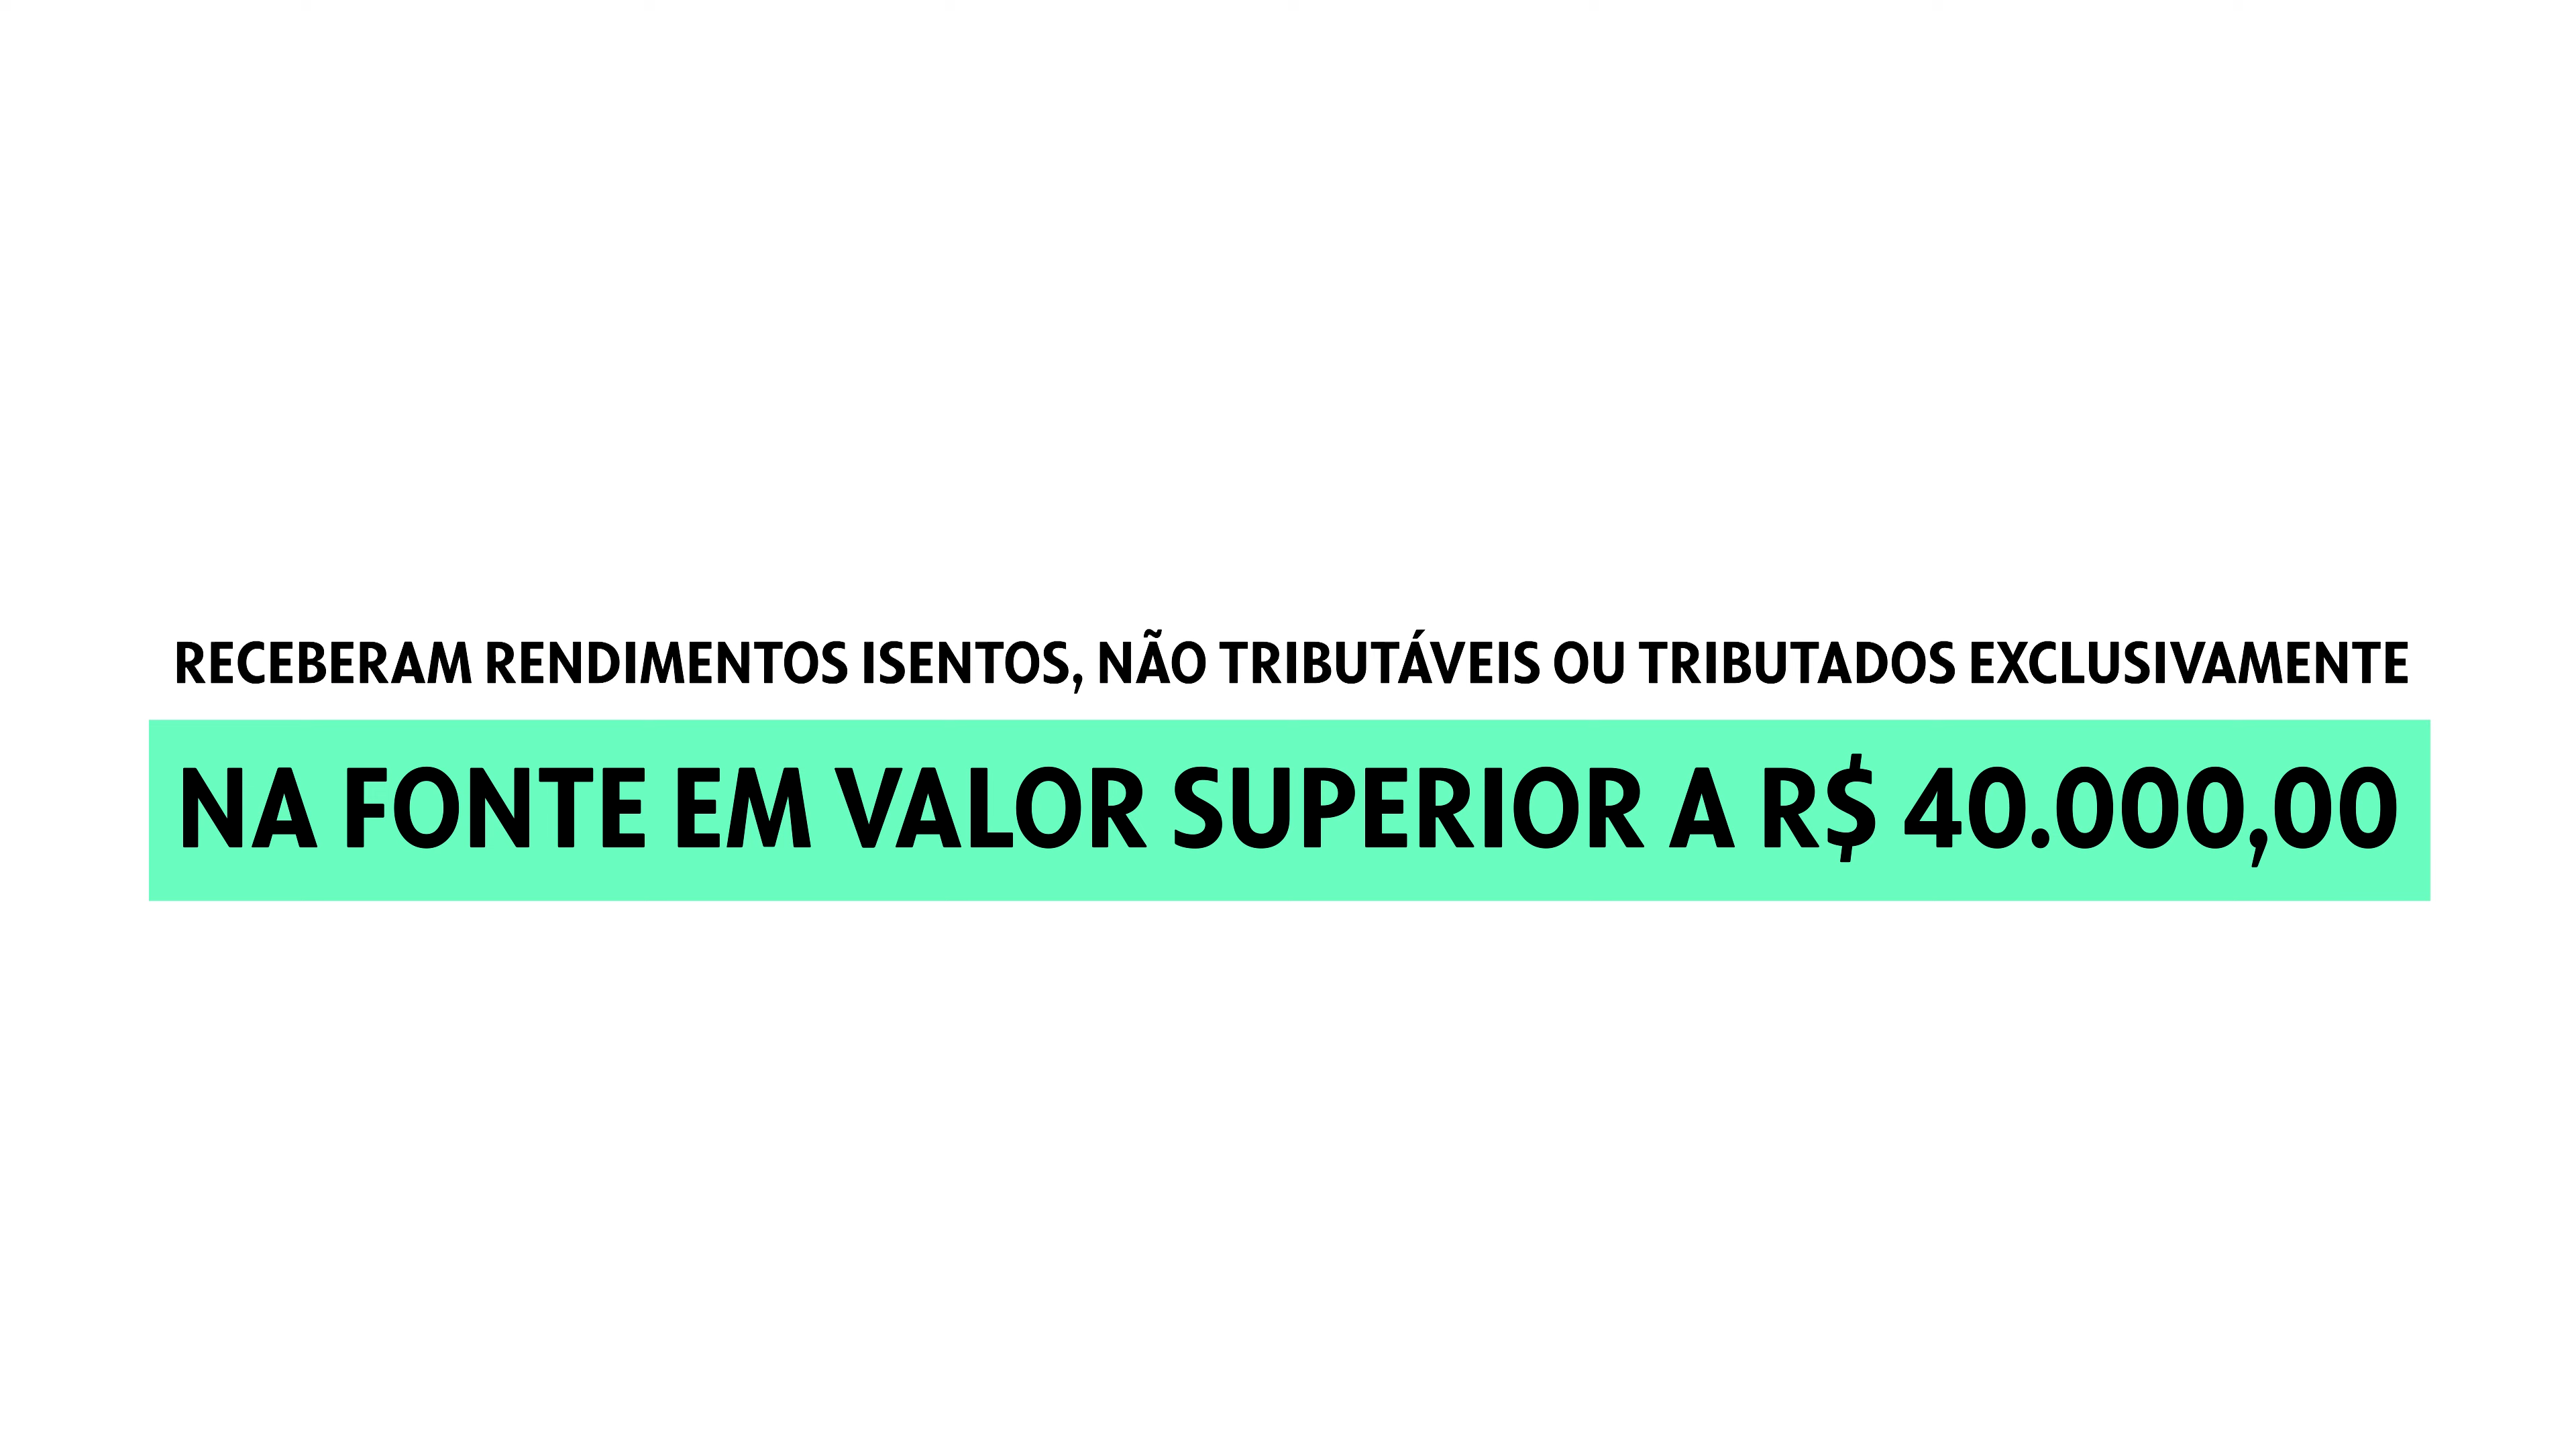 RECEBERAM RENDIMENTOS ISENTOS, NÃO TRIBUTÁVEIS OU TRIBUTADOS EXCLUSIVAMENTE
NA FONTE EM VALOR SUPERIOR A R$ 40.000,00